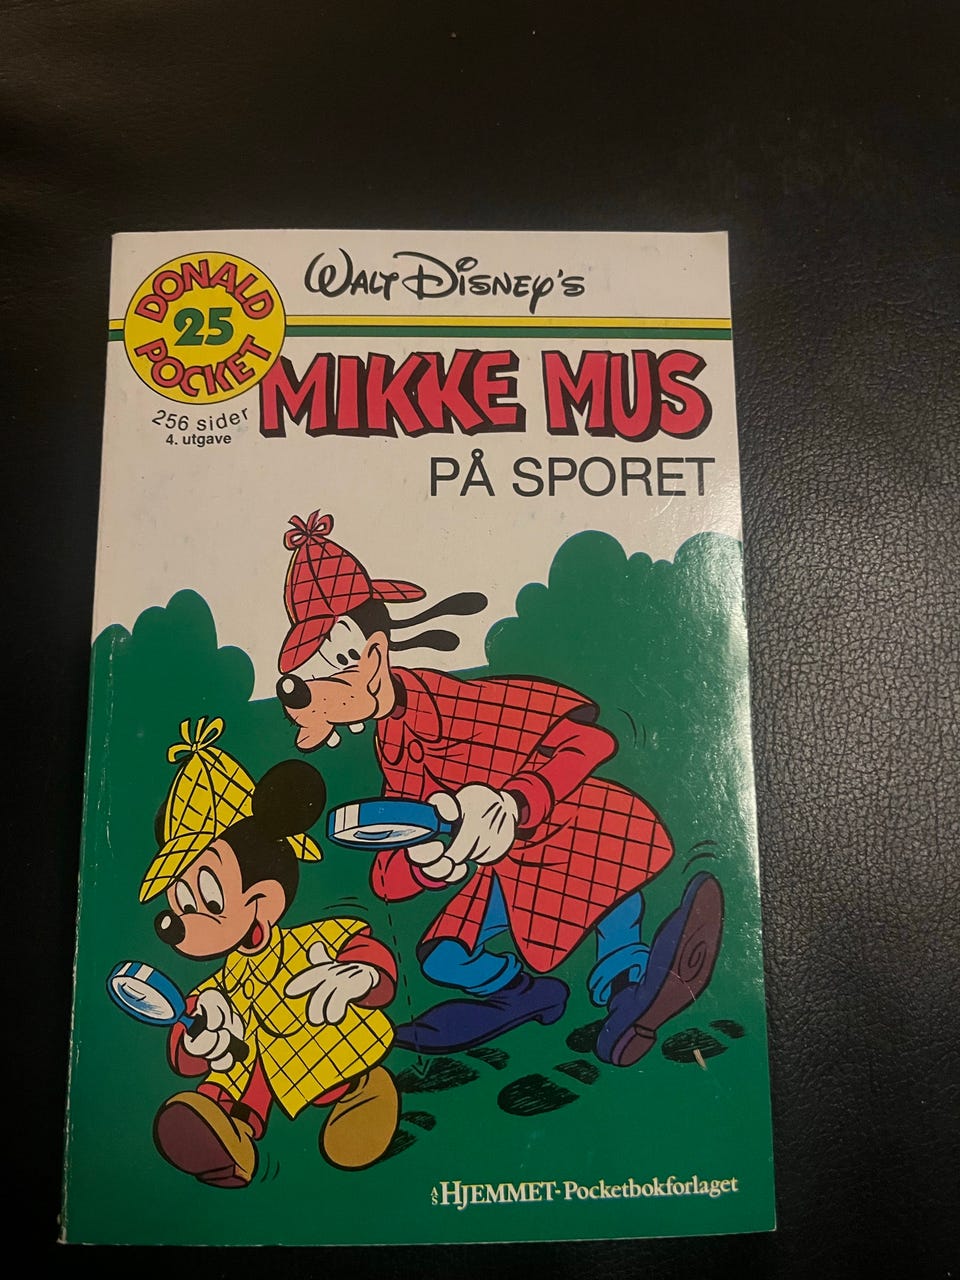 DONALD
25
POCKET
WALT DISNEY'S
256 sider
4. utgave
MIKKE MUS
PÅ SPORET
A/S HJEMMET-Pocketbokforlaget